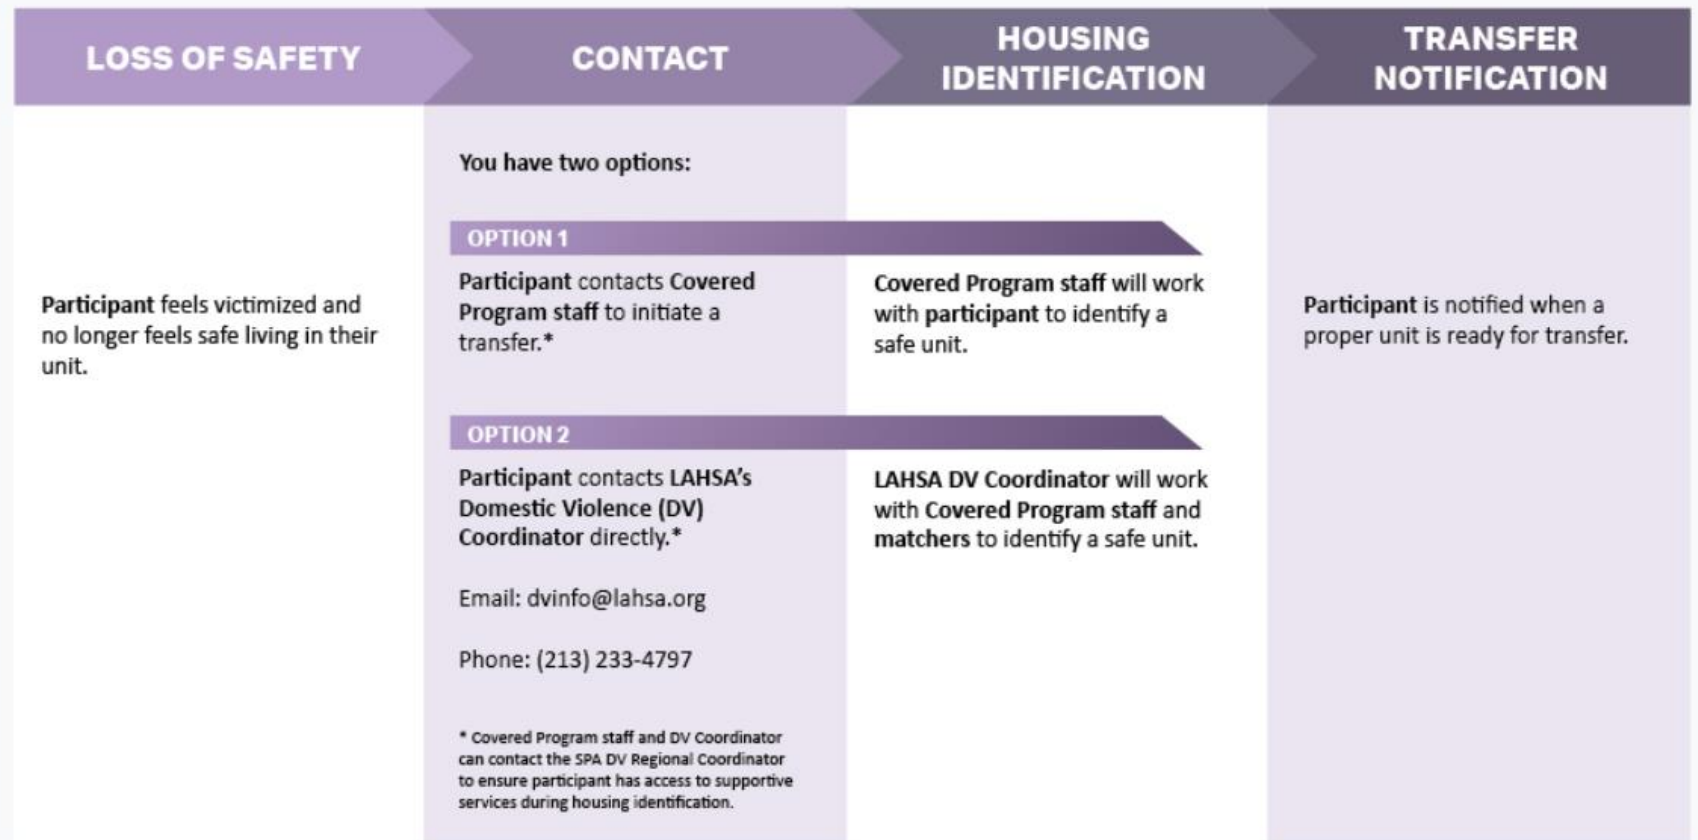 LOSS OF SAFETY
CONTACT
HOUSING
IDENTIFICATION
TRANSFER
NOTIFICATION
Participant feels victimized and
no longer feels safe living in their
unit.
You have two options:
OPTION 1
Participant contacts Covered
Program staff to initiate a
transfer.*
Covered Program staff will work
with participant to identify a
safe unit.
OPTION 2
Participant contacts LAHSA’s
Domestic Violence (DV)
Coordinator directly.*
Email: dvinfo@lahsa.org
Phone: (213) 233-4797
* Covered Program staff and DV Coordinator
can contact the SPA DV Regional Coordinator
to ensure participant has access to supportive
services during housing identification.
LAHSA DV Coordinator will work
with Covered Program staff and
matchers to identify a safe unit.
Participant is notified when a
proper unit is ready for transfer.